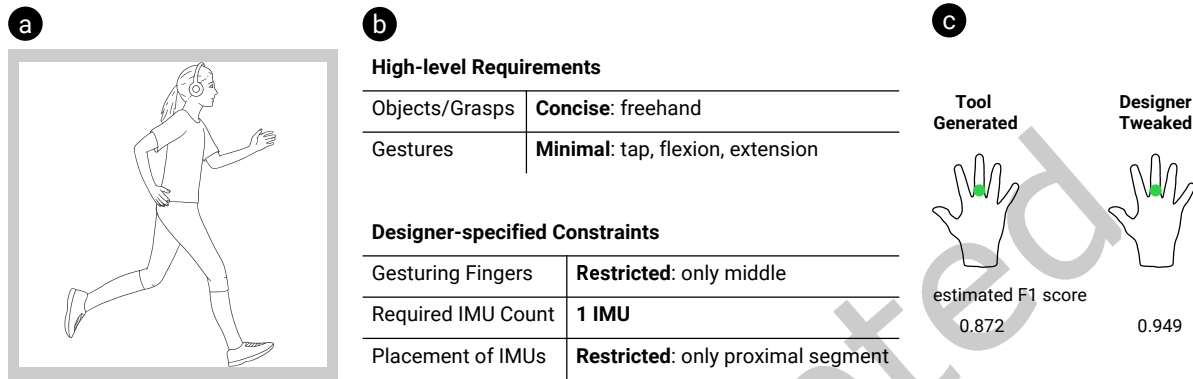 a
b
High-level Requirements
Objects/Grasps Concise: freehand
Gestures Minimal: tap, flexion, extension
Designer-specified Constraints
Gesturing Fingers Restricted: only middle
Required IMU Count 1 IMU
Placement of IMUs Restricted: only proximal segment
c
Tool Generated
Designer Tweaked
estimated F1 score
0.872
0.949